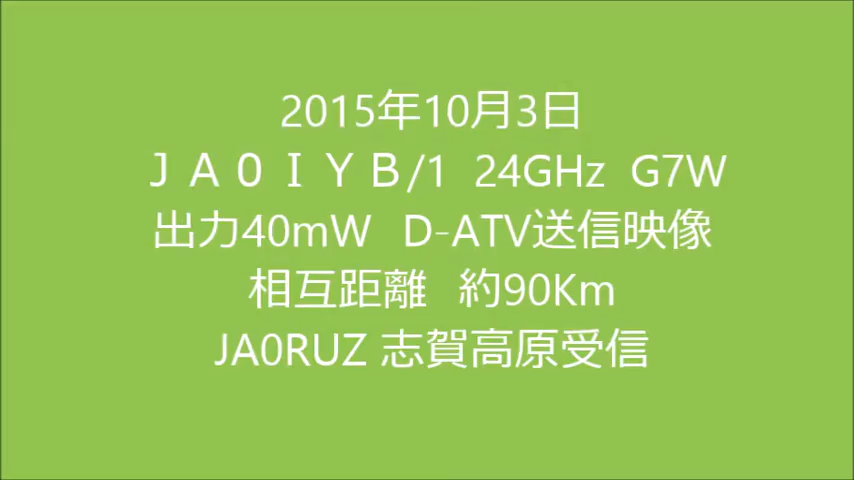 2015年10月3日
ＪＡ０ＩＹＢ/1 24GHz G7W
出力40mW D-ATV送信映像
相互距離 約90Km
JA0RUZ 志賀高原受信